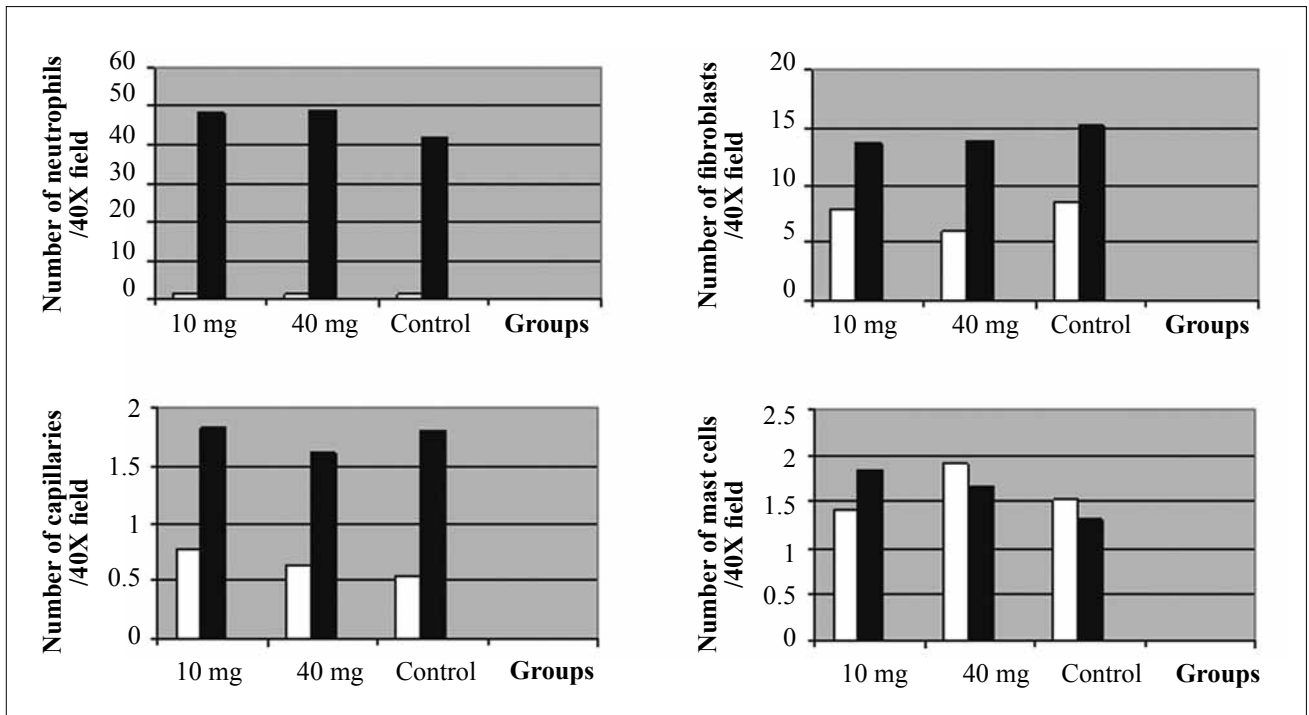 Number of neutrophils
/40X field
60
50
40
30
20
10
0
10 mg 40 mg Control Groups
Number of fibroblasts
/40X field
20
15
10
5
0
10 mg 40 mg Control Groups
Number of capillaries
/40X field
2
1.5
1
0.5
0
10 mg 40 mg Control Groups
Number of mast cells
/40X field
2.5
2
1.5
1
0.5
0
10 mg 40 mg Control Groups